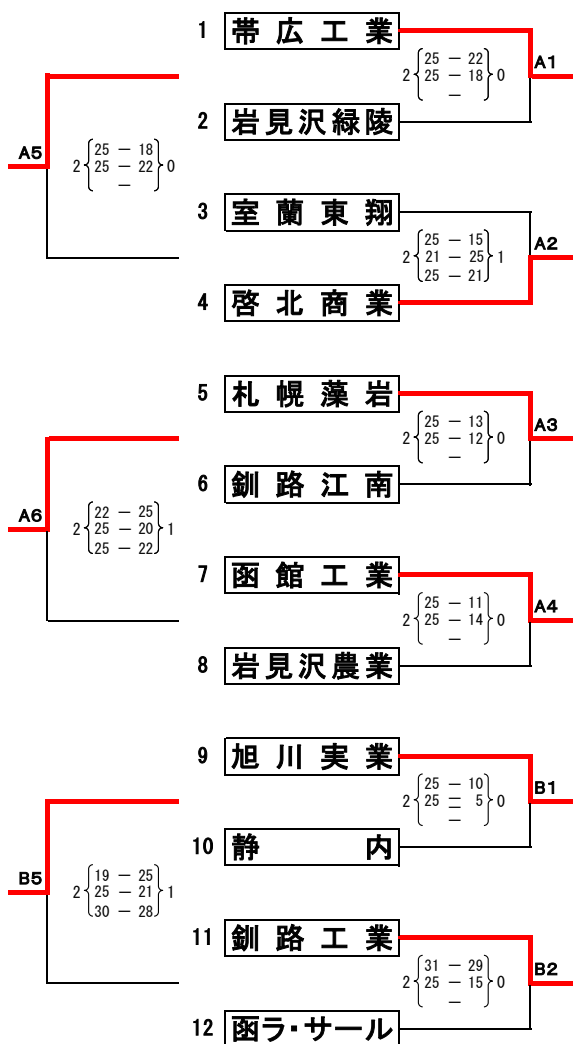 1 帯広工業
25 － 22
2 25 － 18 0
－
A1
2 岩見沢緑陵
A5
25 － 18
2 25 － 22 0
－
3 室蘭東翔
25 － 15
2 21 － 25 1
25 － 21
A2
4 啓北商業
5 札幌藻岩
25 － 13
2 25 － 12 0
－
A3
6 釧路江南
A6
22 － 25
2 25 － 20 1
25 － 22
7 函館工業
25 － 11
2 25 － 14 0
－
A4
8 岩見沢農業
9 旭川実業
25 － 10
2 25 － 5 0
－
B1
10 静内
B5
19 － 25
2 25 － 21 1
30 － 28
11 釧路工業
31 － 29
2 25 － 15 0
－
B2
12 函ラ・サール